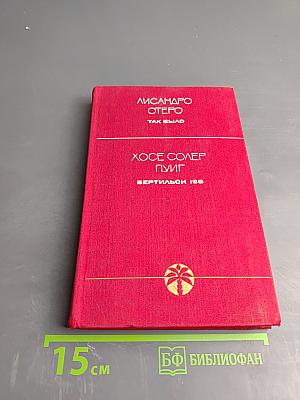 ЛИСАНДРО
ОТЕРО
ТАК БЫЛО
ХОСЕ СОЛЕР
ПУИГ
БЕРТИЛЬОН 166
15 см
БФ БИБЛИОФАН